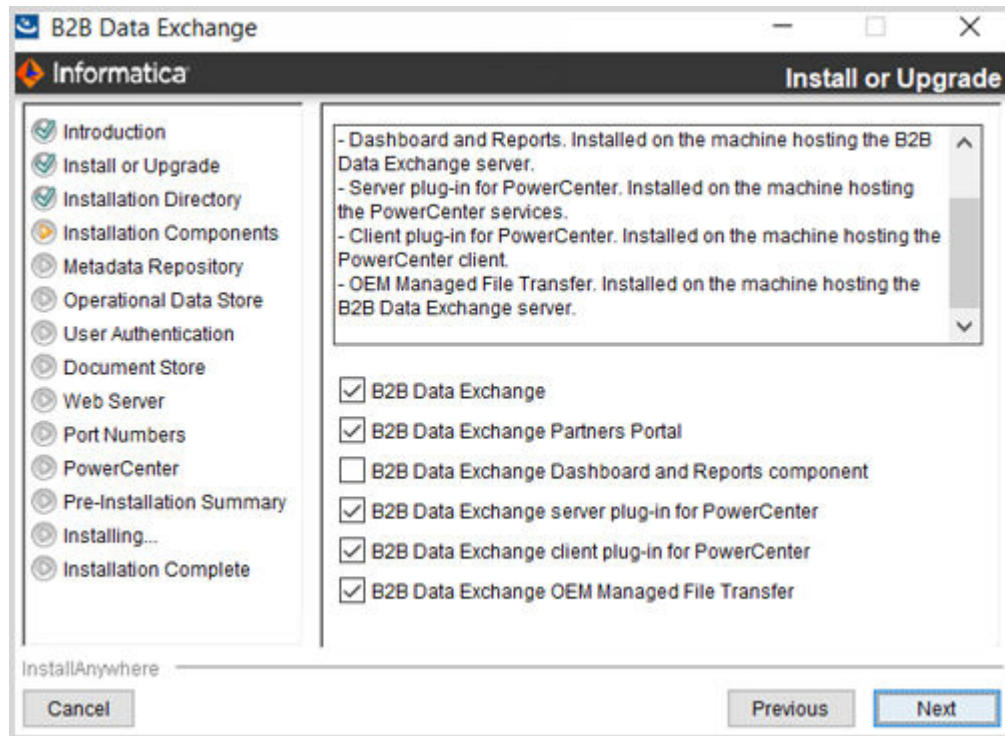 B2B Data Exchange
Informatica
Install or Upgrade
Introduction
Install or Upgrade
Installation Directory
Installation Components
Metadata Repository
Operational Data Store
User Authentication
Document Store
Web Server
Port Numbers
PowerCenter
Pre-Installation Summary
Installing...
Installation Complete
- Dashboard and Reports. Installed on the machine hosting the B2B
Data Exchange server.
- Server plug-in for PowerCenter. Installed on the machine hosting
the PowerCenter services.
- Client plug-in for PowerCenter. Installed on the machine hosting the
PowerCenter client.
- OEM Managed File Transfer. Installed on the machine hosting the
B2B Data Exchange server.
B2B Data Exchange
B2B Data Exchange Partners Portal
B2B Data Exchange Dashboard and Reports component
B2B Data Exchange server plug-in for PowerCenter
B2B Data Exchange client plug-in for PowerCenter
B2B Data Exchange OEM Managed File Transfer
InstallAnywhere
Cancel
Previous
Next